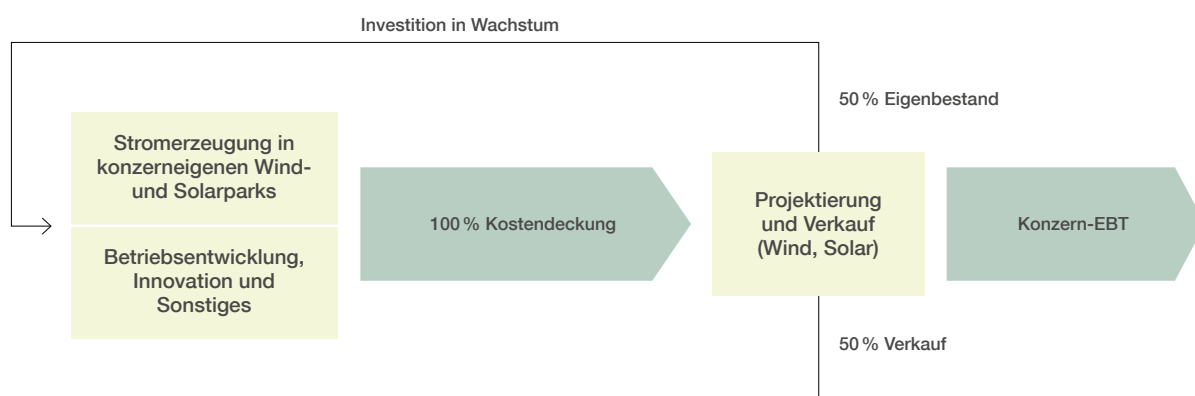 Investition in Wachstum
50 % Eigenbestand
Stromerzeugung in
konzerneigenen Wind-
und Solarparks
Betriebsentwicklung,
Innovation und
Sonstiges
100 % Kostendeckung
Projektierung
und Verkauf
(Wind, Solar)
Konzern-EBT
50 % Verkauf